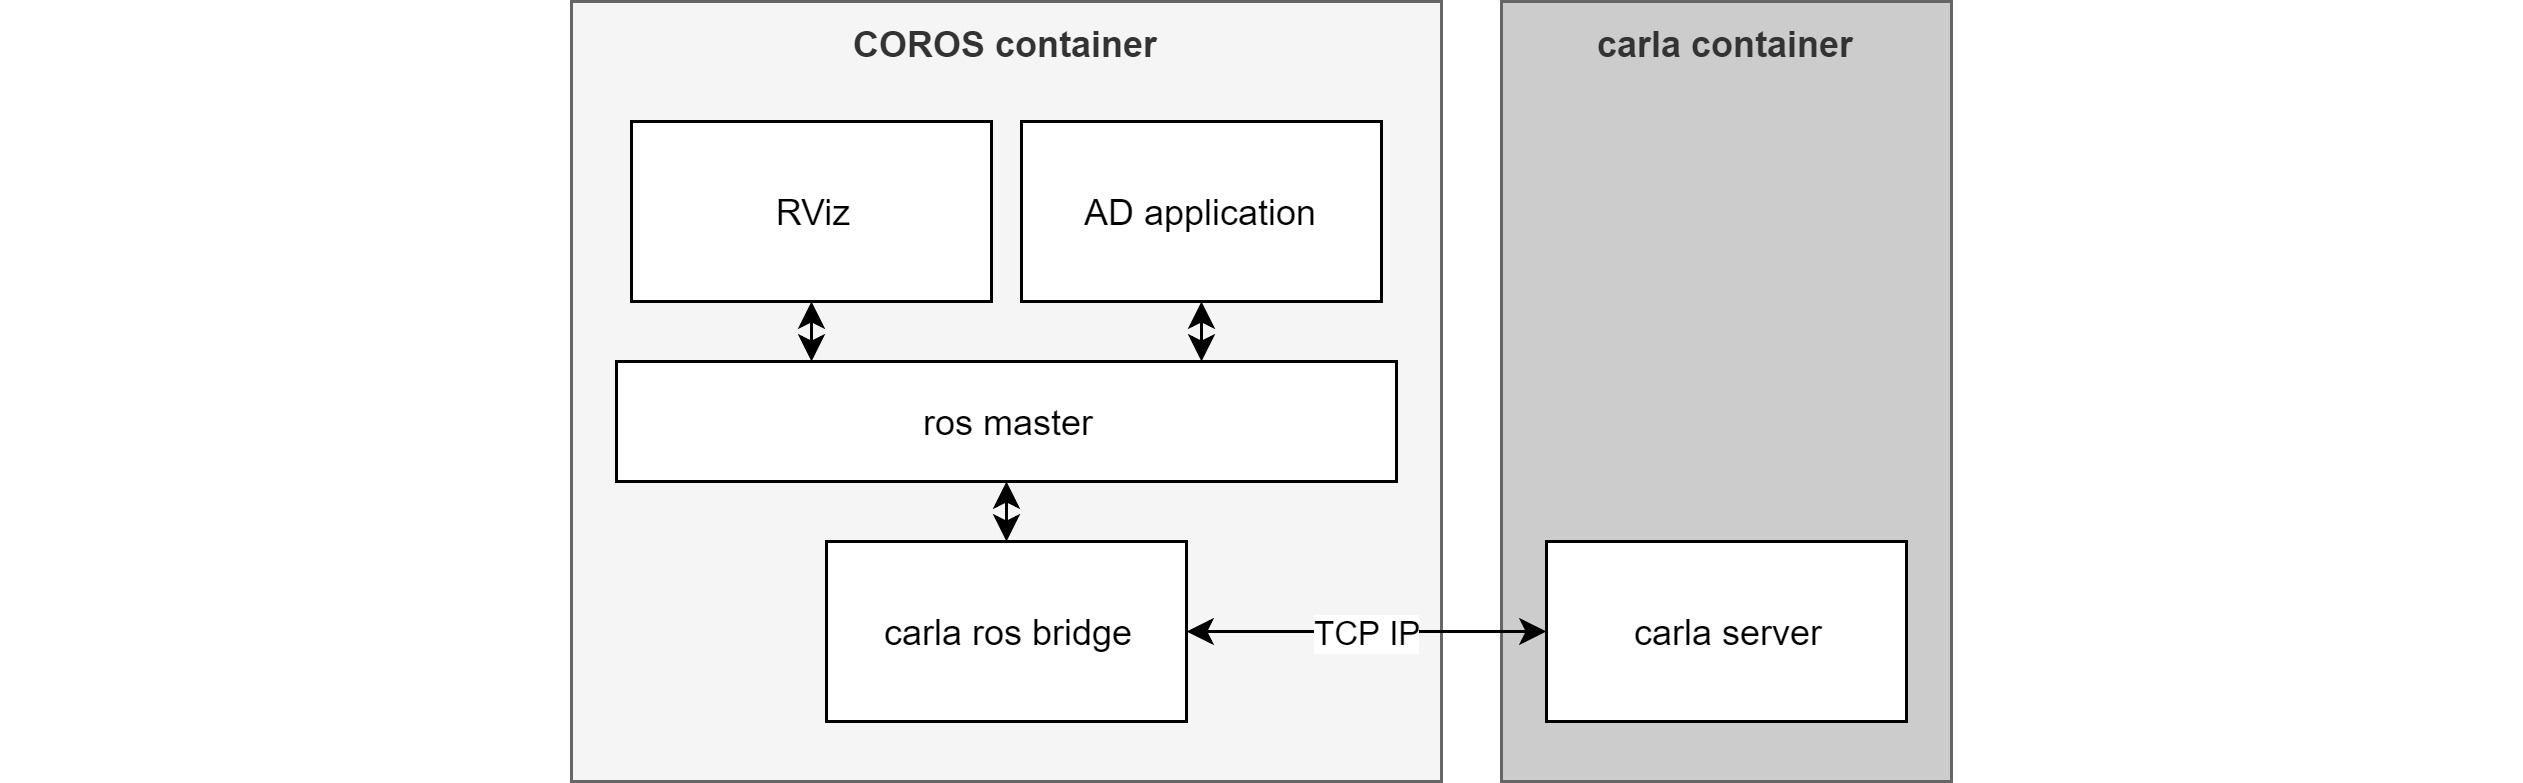 COROS container
carla container
RViz
AD application
ros master
carla ros bridge
TCP IP
carla server